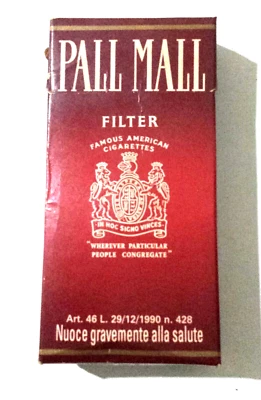 PALL MALL
FILTER
FAMOUS AMERICAN
CIGARETTES
IN HOC SIGNO VINCES
"WHEREVER PARTICULAR
PEOPLE CONGREGATE"
Art. 46 L. 29/12/1990 n. 428
Nuoce gravemente alla salute